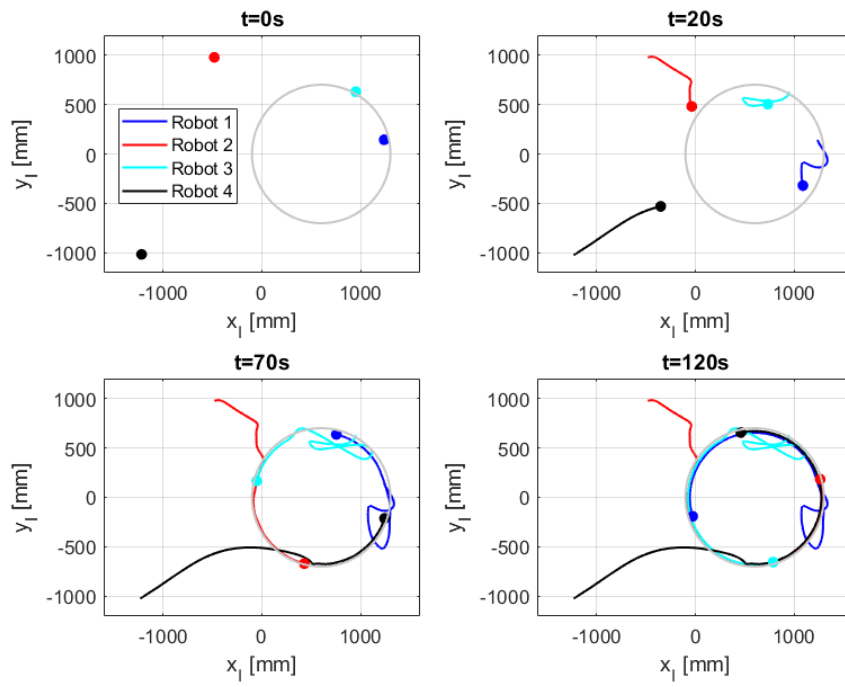 t=0s
1000
500
0
-500
-1000
y_I [mm]
Robot 1
Robot 2
Robot 3
Robot 4
-1000 0 1000
x_I [mm]
t=20s
1000
500
0
-500
-1000
y_I [mm]
-1000 0 1000
x_I [mm]
t=70s
1000
500
0
-500
-1000
y_I [mm]
-1000 0 1000
x_I [mm]
t=120s
1000
500
0
-500
-1000
y_I [mm]
-1000 0 1000
x_I [mm]